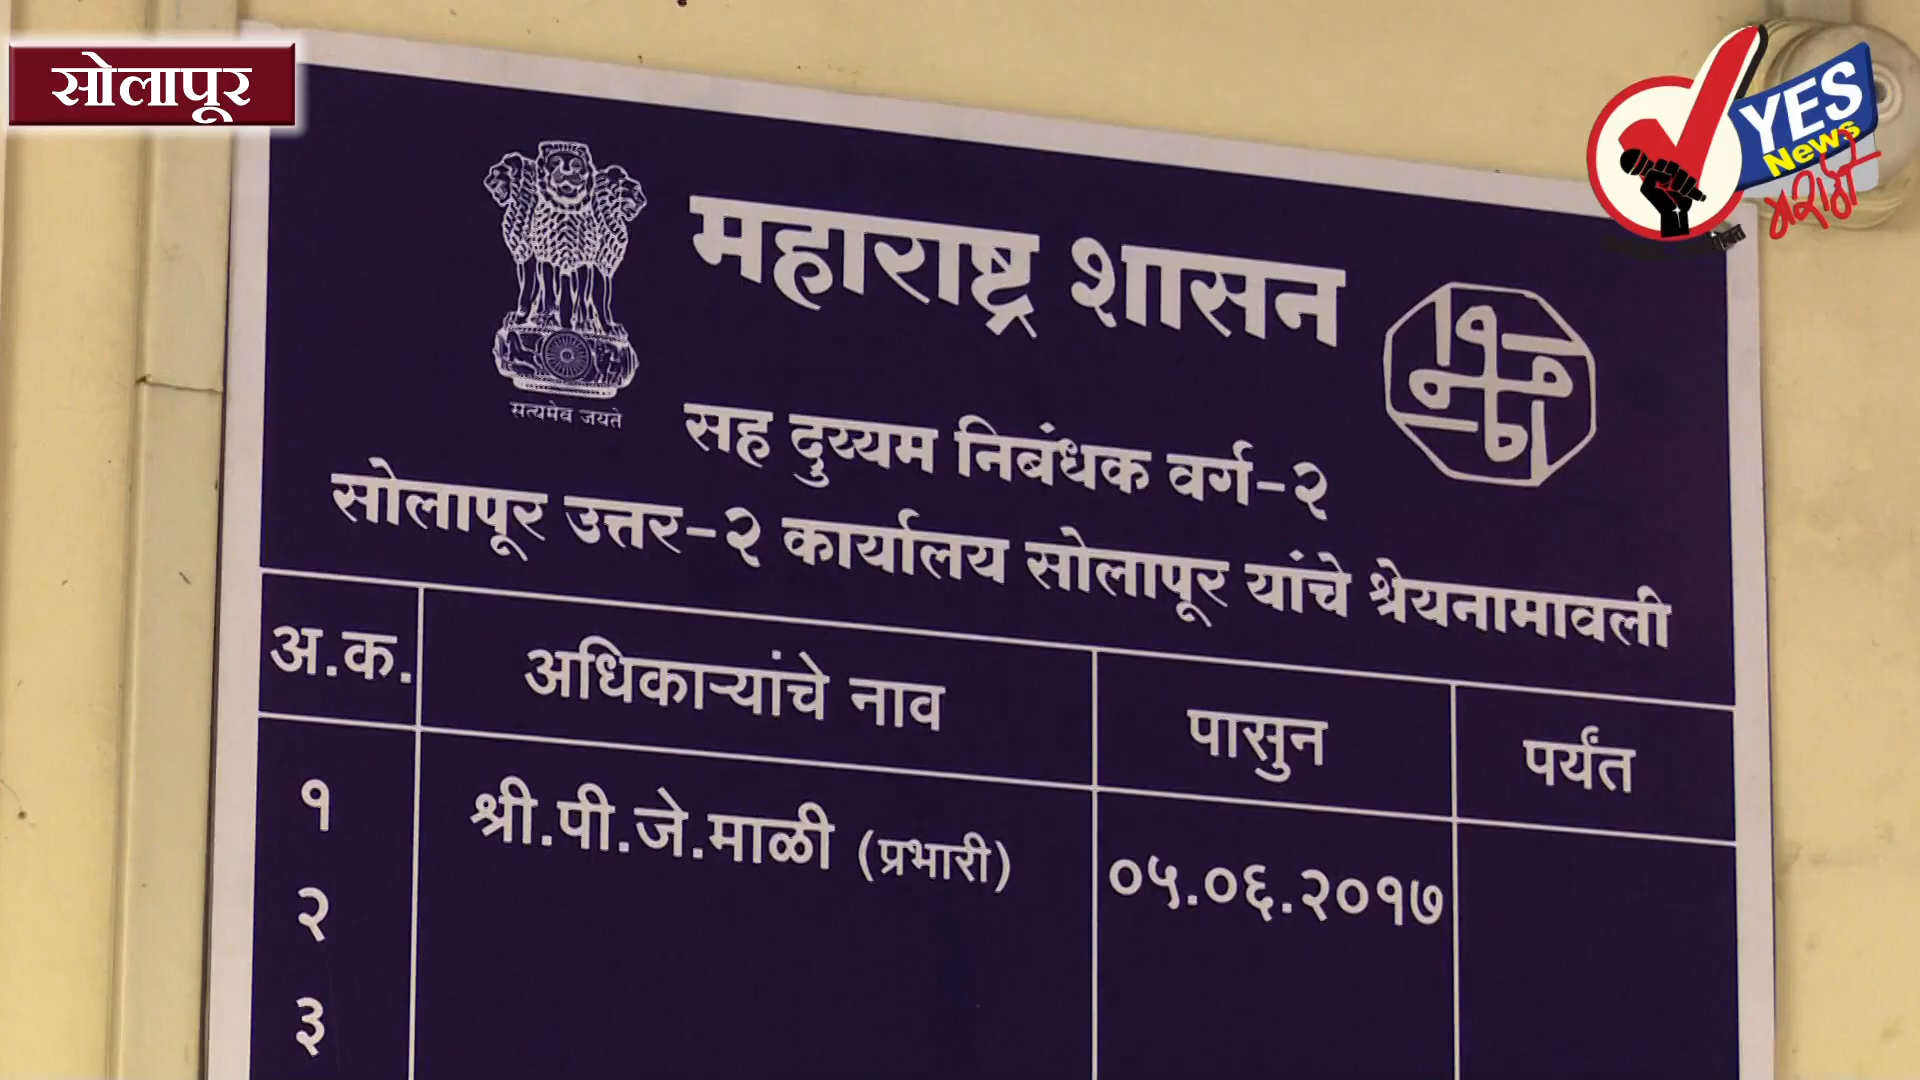 सोलापूर
YES
News
मराठी
महाराष्ट्र शासन
सत्यमेव जयते
सह दुय्यम निबंधक वर्ग-२
सोलापूर उत्तर-२ कार्यालय सोलापूर यांचे श्रेयनामावली
अ.क. अधिकाऱ्यांचे नाव पासुन पर्यंत
१ श्री.पी.जे.माळी (प्रभारी) ०५.०६.२०१७
२
३